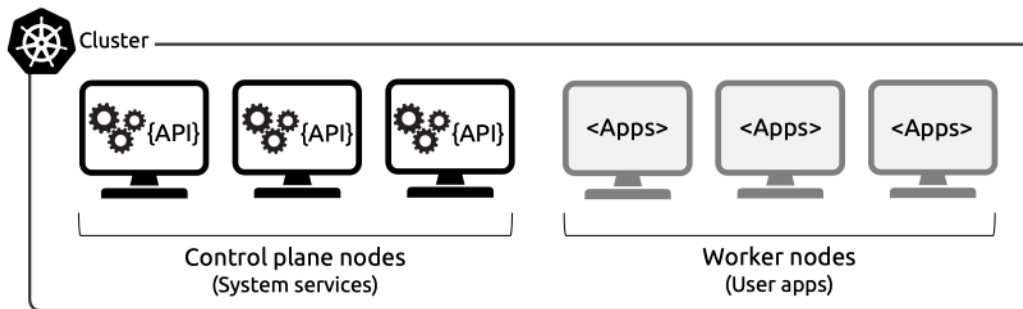 Cluster
{API} {API} {API} <Apps> <Apps> <Apps>
Control plane nodes
(System services)
Worker nodes
(User apps)